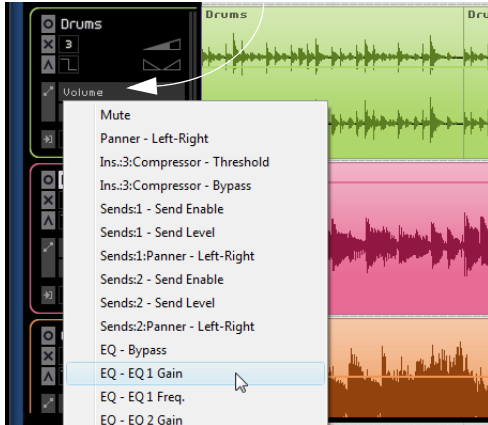 Drums
Drums
Dru
3
Volume
Mute
Panner - Left-Right
Ins.:3:Compressor - Threshold
Ins.:3:Compressor - Bypass
Sends:1 - Send Enable
Sends:1 - Send Level
Sends:1:Panner - Left-Right
Sends:2 - Send Enable
Sends:2 - Send Level
Sends:2:Panner - Left-Right
EQ - Bypass
EQ - EQ 1 Gain
EQ - EQ 1 Freq.
EQ - EQ 2 Gain